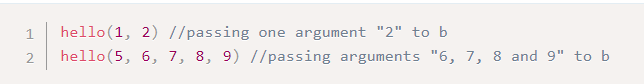 1 hello(1, 2) //passing one argument "2" to b
2 hello(5, 6, 7, 8, 9) //passing arguments "6, 7, 8 and 9" to b